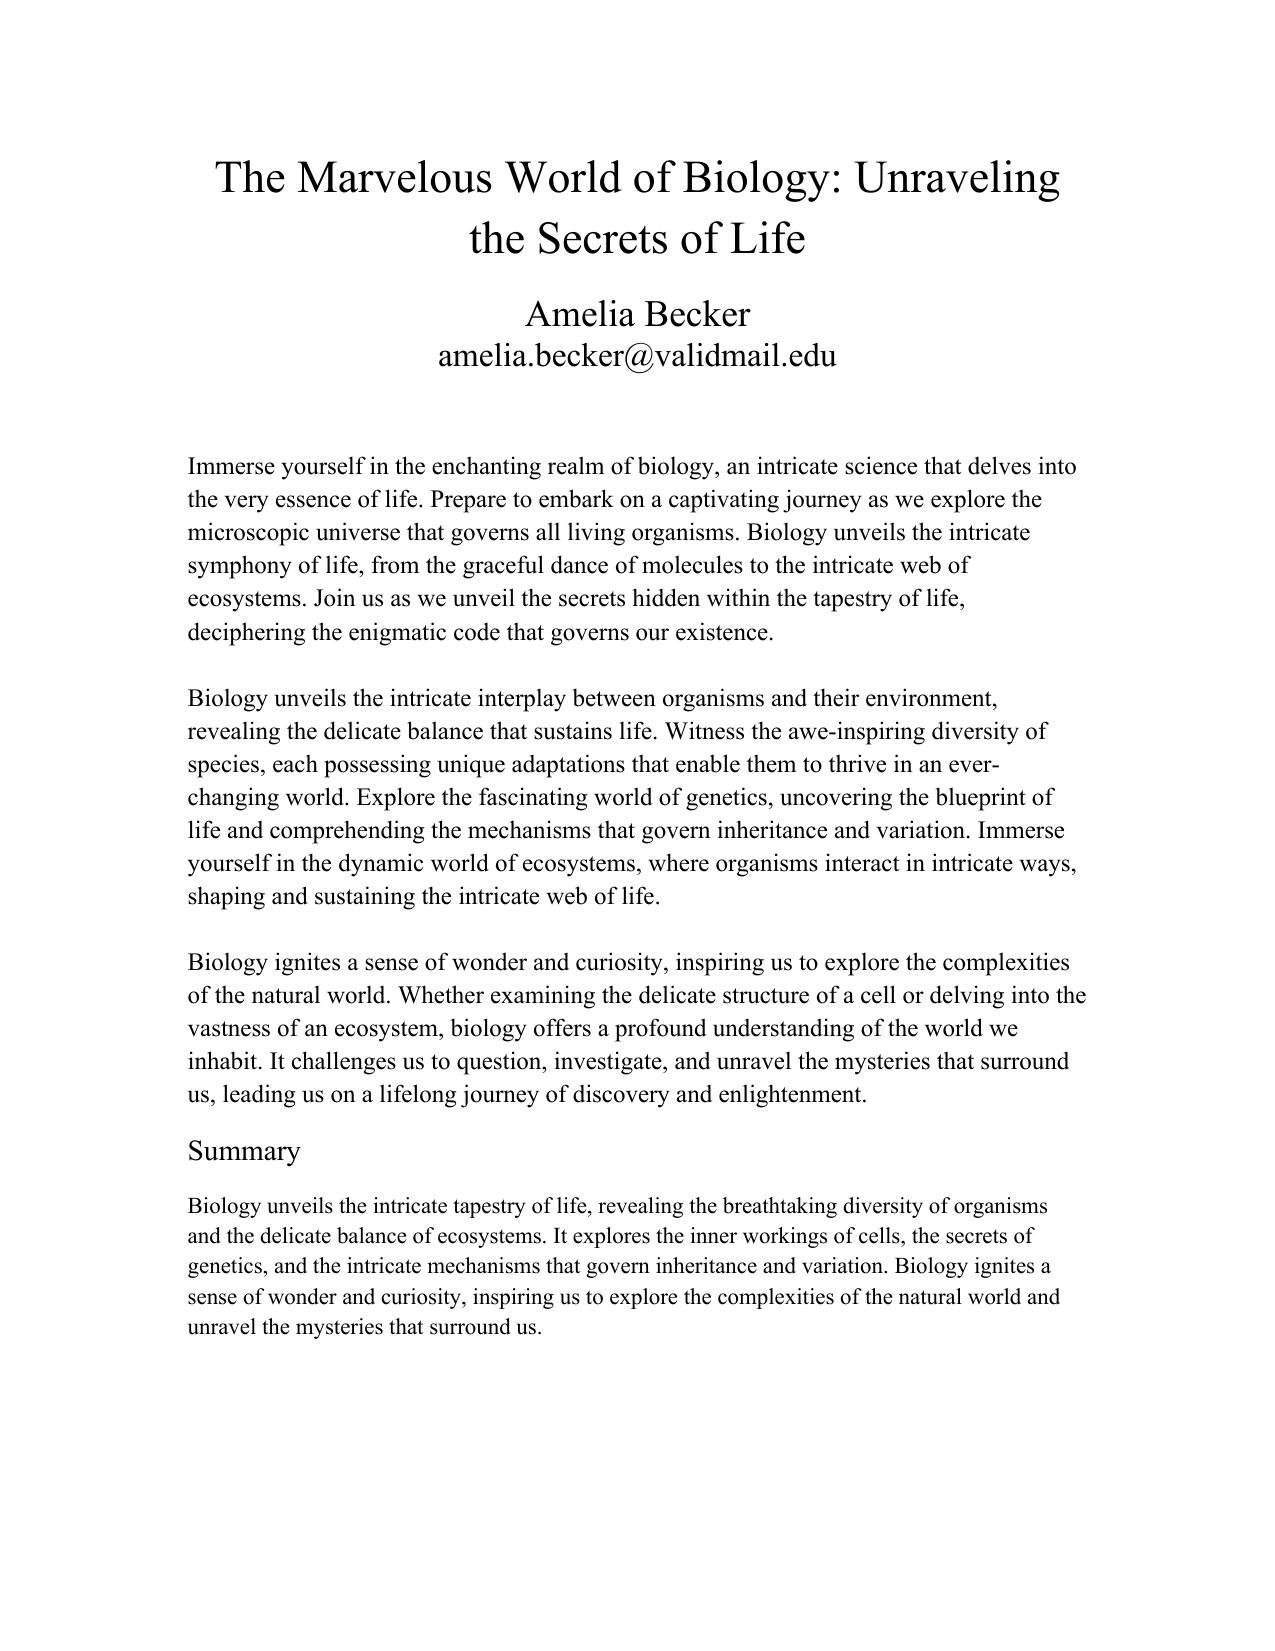 The Marvelous World of Biology: Unraveling
the Secrets of Life
Amelia Becker
amelia.becker@validmail.edu
Immerse yourself in the enchanting realm of biology, an intricate science that delves into
the very essence of life. Prepare to embark on a captivating journey as we explore the
microscopic universe that governs all living organisms. Biology unveils the intricate
symphony of life, from the graceful dance of molecules to the intricate web of
ecosystems. Join us as we unveil the secrets hidden within the tapestry of life,
deciphering the enigmatic code that governs our existence.
Biology unveils the intricate interplay between organisms and their environment,
revealing the delicate balance that sustains life. Witness the awe-inspiring diversity of
species, each possessing unique adaptations that enable them to thrive in an ever-
changing world. Explore the fascinating world of genetics, uncovering the blueprint of
life and comprehending the mechanisms that govern inheritance and variation. Immerse
yourself in the dynamic world of ecosystems, where organisms interact in intricate ways,
shaping and sustaining the intricate web of life.
Biology ignites a sense of wonder and curiosity, inspiring us to explore the complexities
of the natural world. Whether examining the delicate structure of a cell or delving into the
vastness of an ecosystem, biology offers a profound understanding of the world we
inhabit. It challenges us to question, investigate, and unravel the mysteries that surround
us, leading us on a lifelong journey of discovery and enlightenment.
Summary
Biology unveils the intricate tapestry of life, revealing the breathtaking diversity of organisms
and the delicate balance of ecosystems. It explores the inner workings of cells, the secrets of
genetics, and the intricate mechanisms that govern inheritance and variation. Biology ignites a
sense of wonder and curiosity, inspiring us to explore the complexities of the natural world and
unravel the mysteries that surround us.